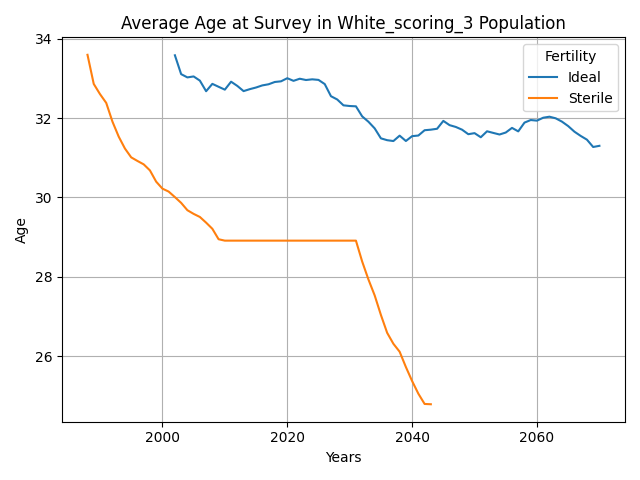 Average Age at Survey in White_scoring_3 Population
34
32
30
28
26
Age
2000
2020
2040
2060
Years
Fertility
Ideal
Sterile